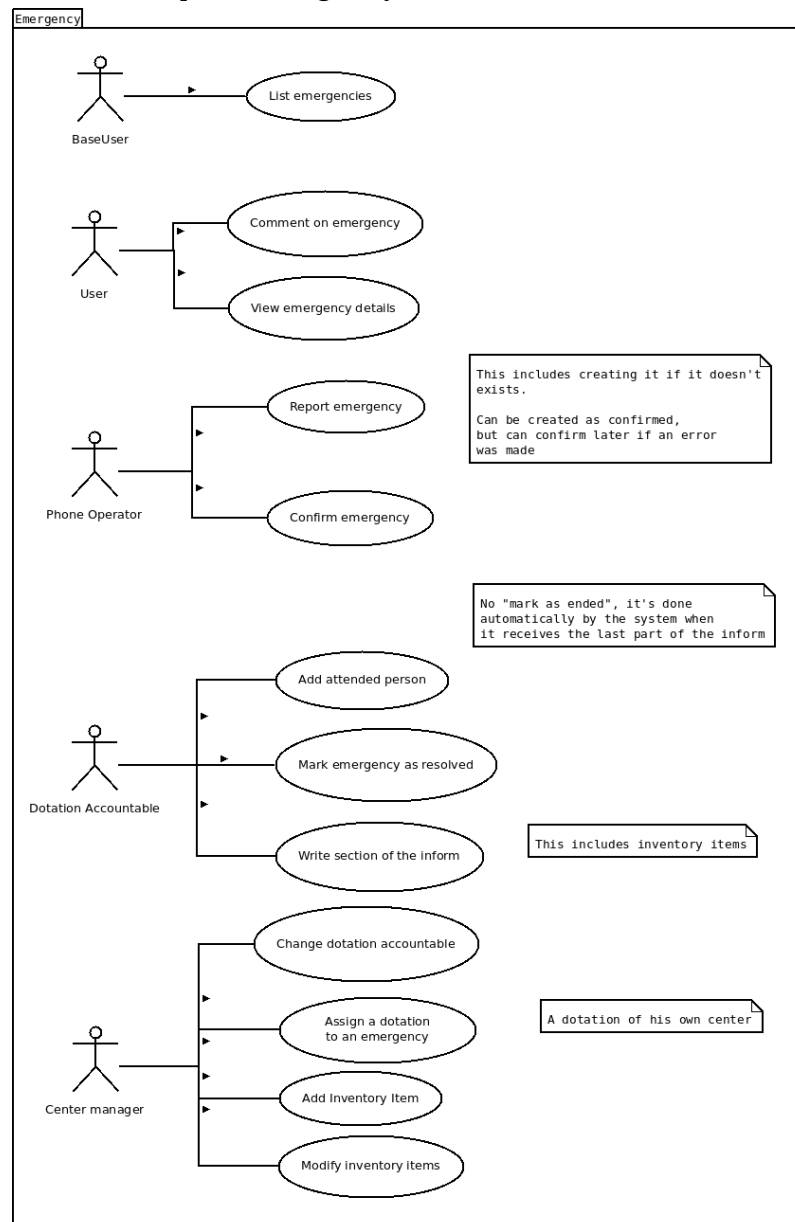 Emergency
List emergencies
BaseUser
Comment on emergency
User
View emergency details
This includes creating it if it doesn't
exists.
Can be created as confirmed,
but can confirm later if an error
was made
Report emergency
Phone Operator
Confirm emergency
No "mark as ended", it's done
automatically by the system when
it receives the last part of the inform
Add attended person
Mark emergency as resolved
Dotation Accountable
This includes inventory items
Write section of the inform
Change dotation accountable
A dotation of his own center
Assign a dotation
to an emergency
Center manager
Add Inventory Item
Modify inventory items